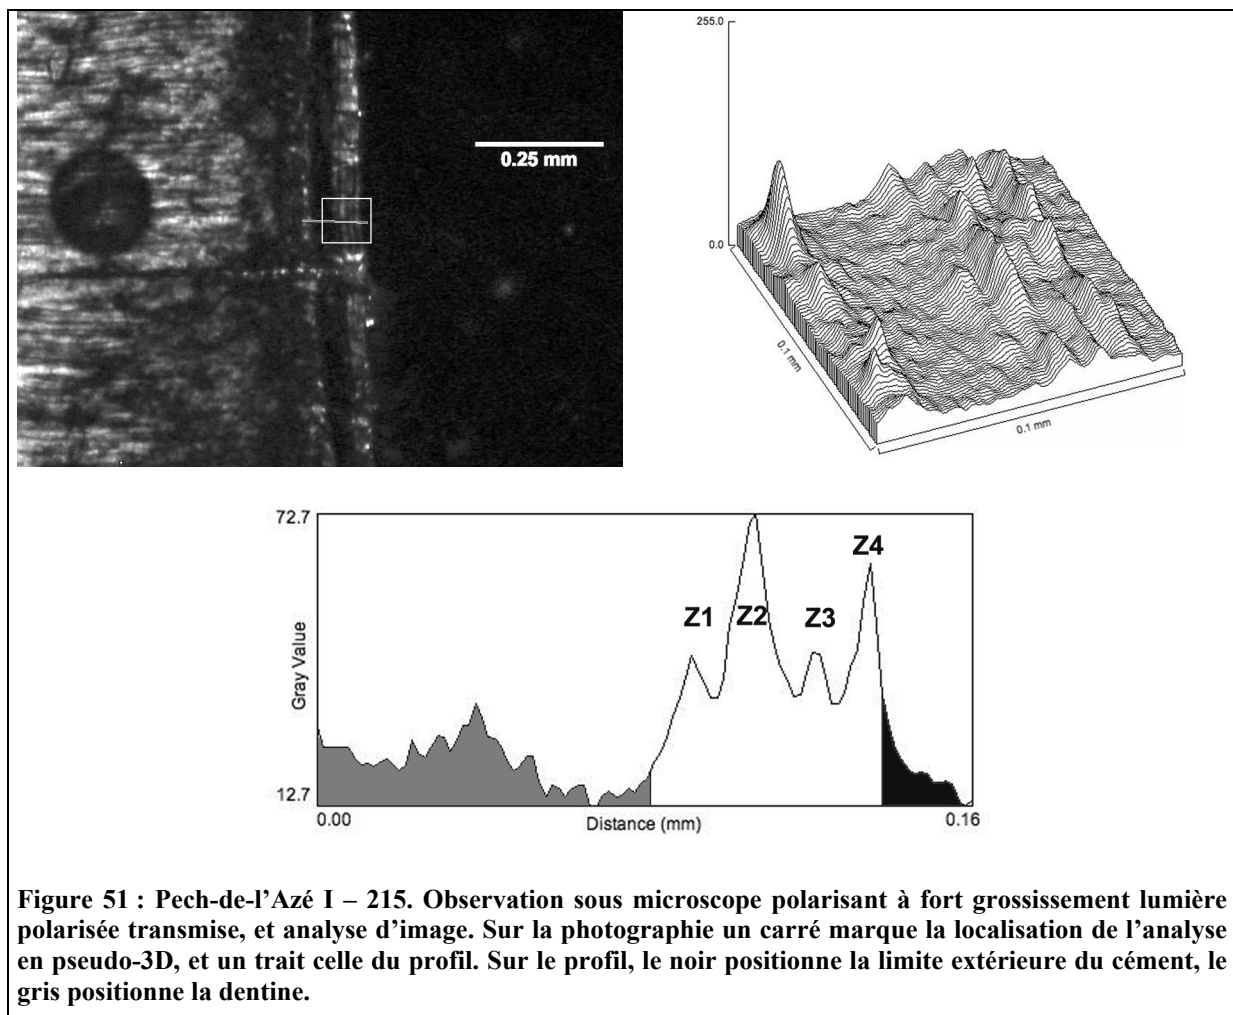 255.0
0.25 mm
0.0
0.1 mm
0.1 mm
72.7
Z4
Z1
Z2
Z3
Gray Value
12.7
0.00
Distance (mm)
0.16
Figure 51 : Pech-de-l’Azé I – 215. Observation sous microscope polarisant à fort grossissement lumière
polarisée transmise, et analyse d’image. Sur la photographie un carré marque la localisation de l’analyse
en pseudo-3D, et un trait celle du profil. Sur le profil, le noir positionne la limite extérieure du cément, le
gris positionne la dentine.